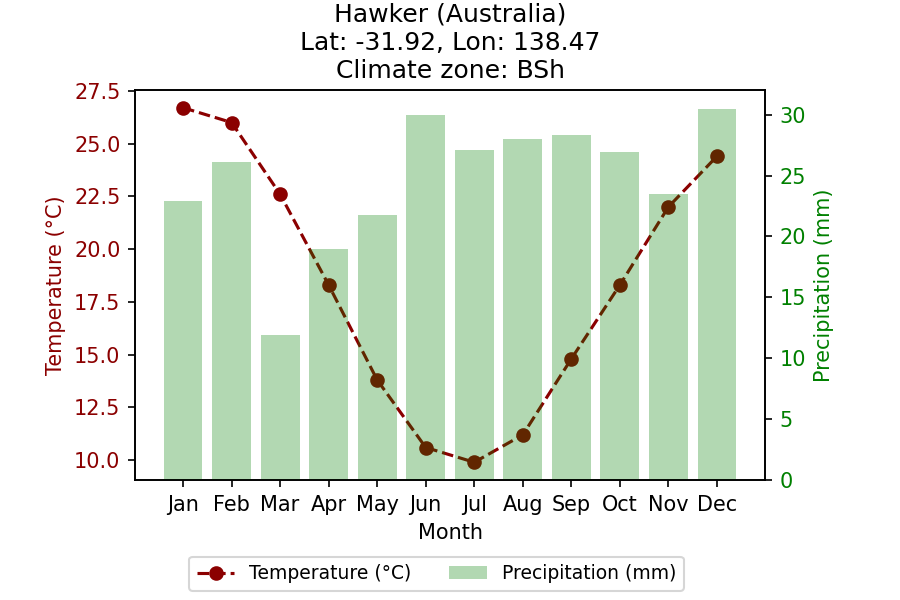 Hawker (Australia)
Lat: -31.92, Lon: 138.47
Climate zone: BSh
27.5
25.0
22.5
20.0
17.5
15.0
12.5
10.0
Temperature (°C)
30
25
20
15
10
5
0
Precipitation (mm)
Jan Feb Mar Apr May Jun Jul Aug Sep Oct Nov Dec
Month
Temperature (°C) Precipitation (mm)